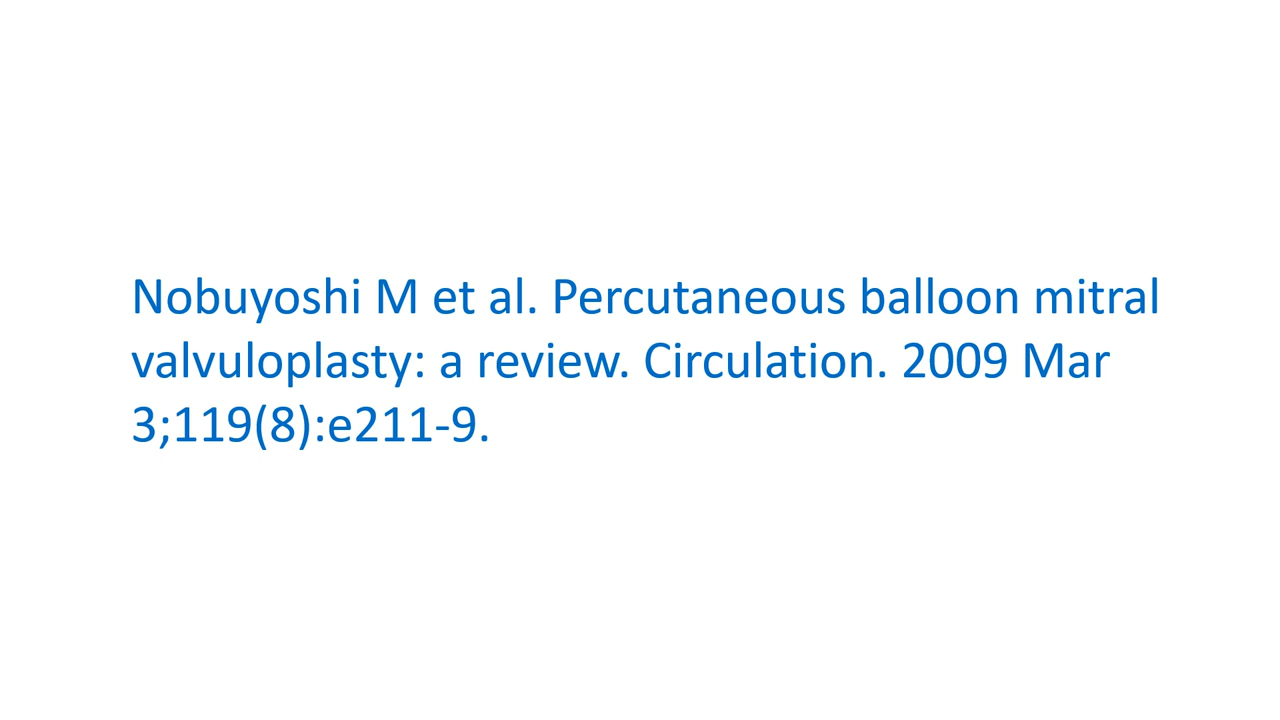 Nobuyoshi M et al. Percutaneous balloon mitral
valvuloplasty: a review. Circulation. 2009 Mar
3;119(8):e211-9.